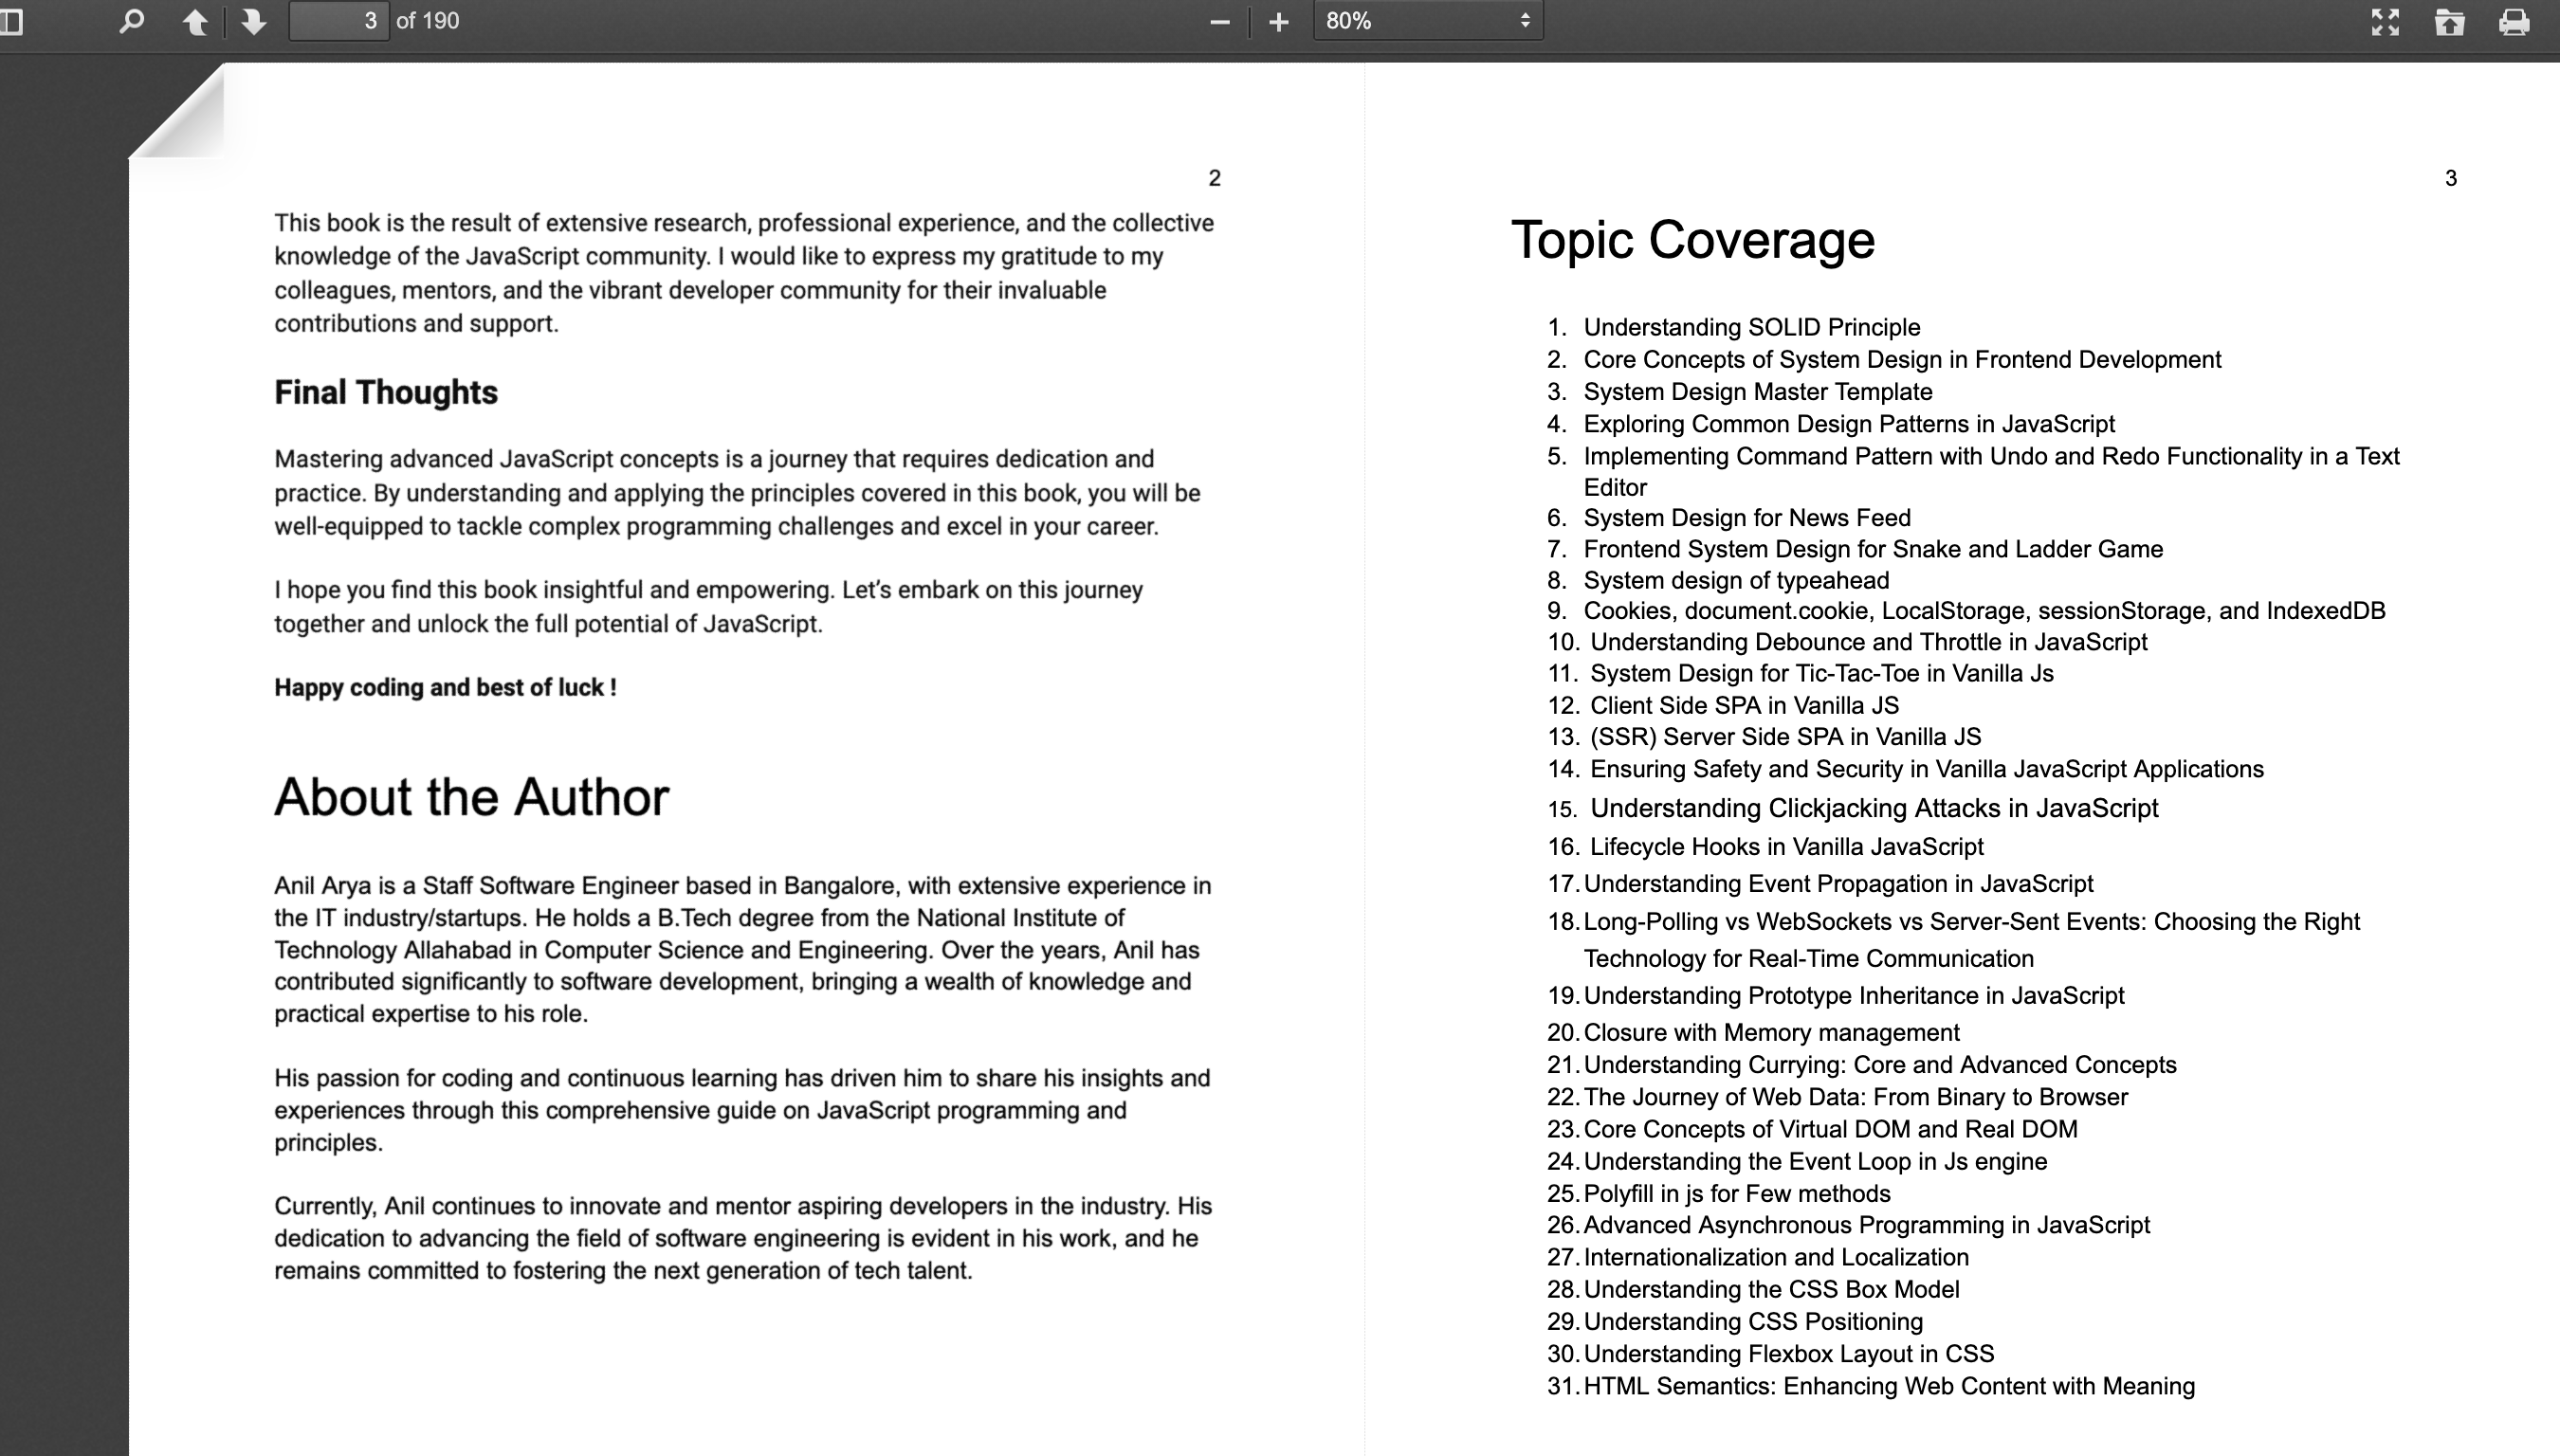 3 of 190
80%
2
This book is the result of extensive research, professional experience, and the collective
knowledge of the JavaScript community. I would like to express my gratitude to my
colleagues, mentors, and the vibrant developer community for their invaluable
contributions and support.
Final Thoughts
Mastering advanced JavaScript concepts is a journey that requires dedication and
practice. By understanding and applying the principles covered in this book, you will be
well-equipped to tackle complex programming challenges and excel in your career.
I hope you find this book insightful and empowering. Let’s embark on this journey
together and unlock the full potential of JavaScript.
Happy coding and best of luck !
About the Author
Anil Arya is a Staff Software Engineer based in Bangalore, with extensive experience in
the IT industry/startups. He holds a B.Tech degree from the National Institute of
Technology Allahabad in Computer Science and Engineering. Over the years, Anil has
contributed significantly to software development, bringing a wealth of knowledge and
practical expertise to his role.
His passion for coding and continuous learning has driven him to share his insights and
experiences through this comprehensive guide on JavaScript programming and
principles.
Currently, Anil continues to innovate and mentor aspiring developers in the industry. His
dedication to advancing the field of software engineering is evident in his work, and he
remains committed to fostering the next generation of tech talent.
3
Topic Coverage
1. Understanding SOLID Principle
2. Core Concepts of System Design in Frontend Development
3. System Design Master Template
4. Exploring Common Design Patterns in JavaScript
5. Implementing Command Pattern with Undo and Redo Functionality in a Text
Editor
6. System Design for News Feed
7. Frontend System Design for Snake and Ladder Game
8. System design of typeahead
9. Cookies, document.cookie, LocalStorage, sessionStorage, and IndexedDB
10. Understanding Debounce and Throttle in JavaScript
11. System Design for Tic-Tac-Toe in Vanilla Js
12. Client Side SPA in Vanilla JS
13. (SSR) Server Side SPA in Vanilla JS
14. Ensuring Safety and Security in Vanilla JavaScript Applications
15. Understanding Clickjacking Attacks in JavaScript
16. Lifecycle Hooks in Vanilla JavaScript
17. Understanding Event Propagation in JavaScript
18. Long-Polling vs WebSockets vs Server-Sent Events: Choosing the Right
Technology for Real-Time Communication
19. Understanding Prototype Inheritance in JavaScript
20. Closure with Memory management
21. Understanding Currying: Core and Advanced Concepts
22. The Journey of Web Data: From Binary to Browser
23. Core Concepts of Virtual DOM and Real DOM
24. Understanding the Event Loop in Js engine
25. Polyfill in js for Few methods
26. Advanced Asynchronous Programming in JavaScript
27. Internationalization and Localization
28. Understanding the CSS Box Model
29. Understanding CSS Positioning
30. Understanding Flexbox Layout in CSS
31. HTML Semantics: Enhancing Web Content with Meaning